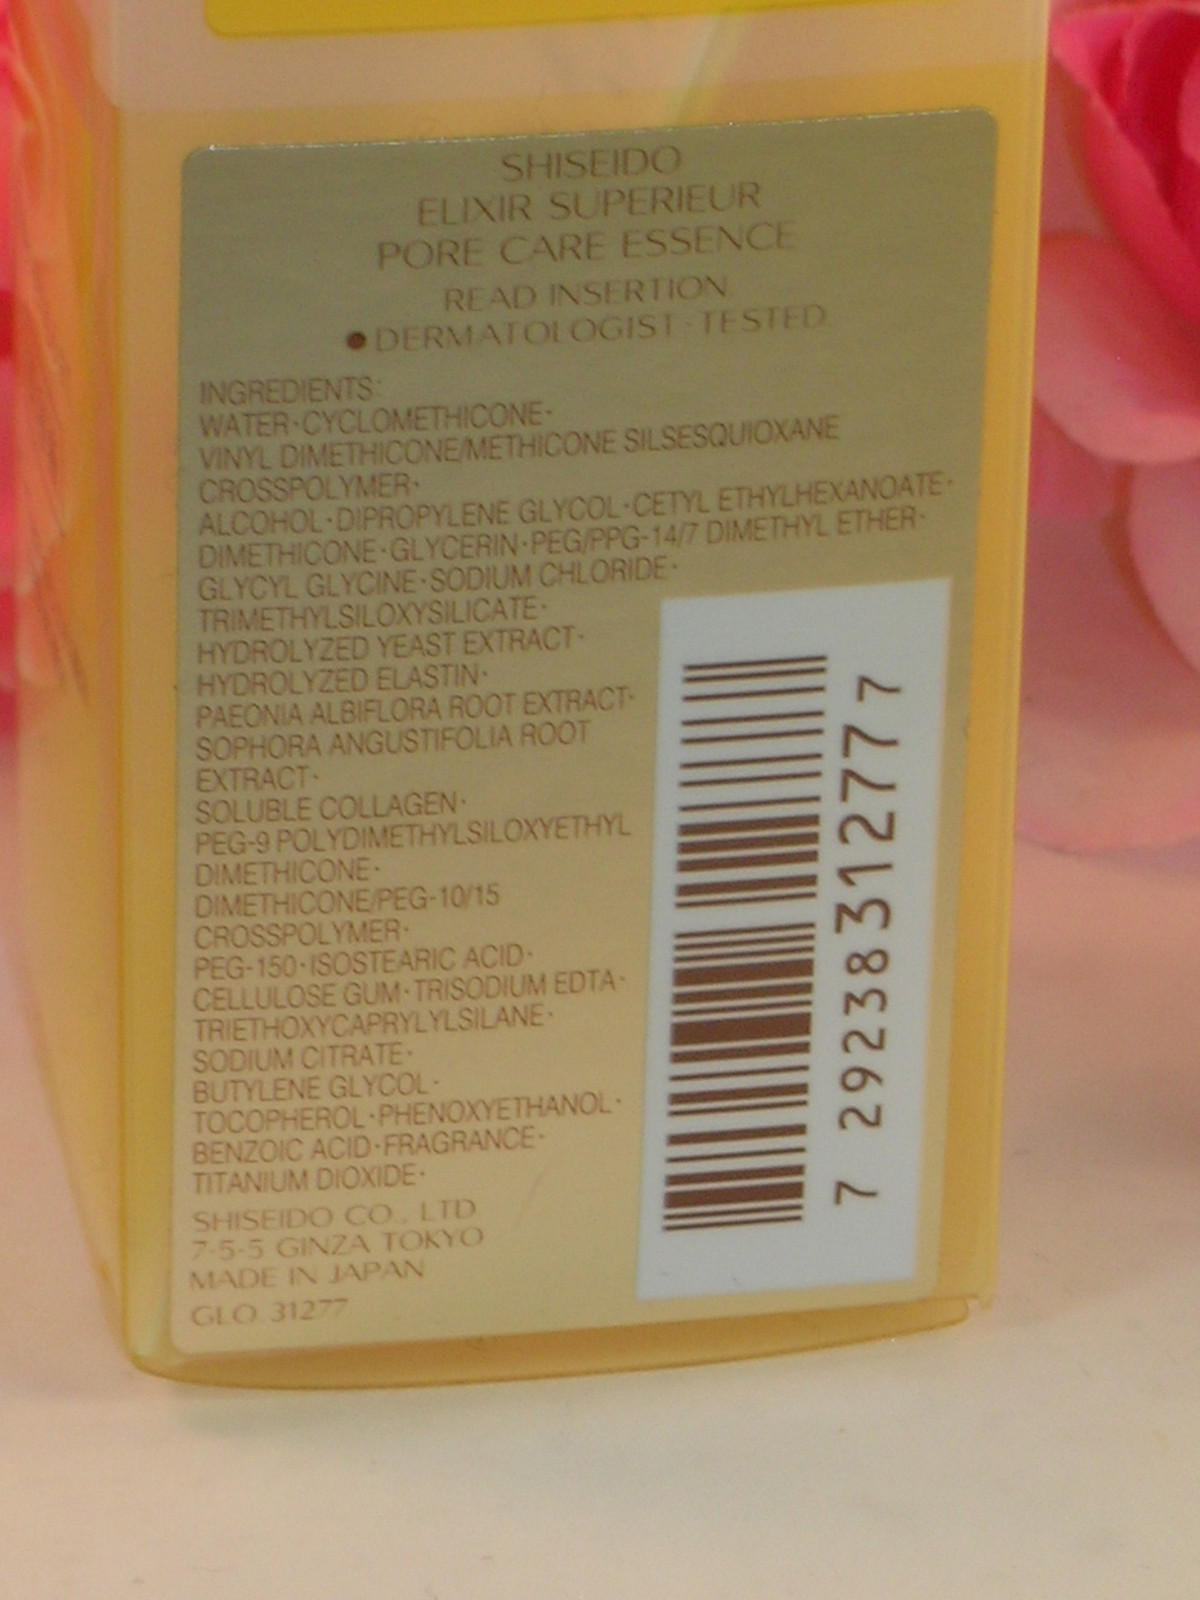 SHISEIDO
ELIXIR SUPERIEUR
PORE CARE ESSENCE
READ INSERTION
●DERMATOLOGIST-TESTED
INGREDIENTS:
WATER·CYCLOMETHICONE·
VINYL DIMETHICONE/METHICONE SILSESQUIOXANE
CROSSPOLYMER·
ALCOHOL·DIPROPYLENE GLYCOL·CETYL ETHYLHEXANOATE·
DIMETHICONE·GLYCERIN·PEG/PPG-14/7 DIMETHYL ETHER·
GLYCYL GLYCINE·SODIUM CHLORIDE·
TRIMETHYLSILOXYSILICATE·
HYDROLYZED YEAST EXTRACT·
HYDROLYZED ELASTIN·
PAEONIA ALBIFLORA ROOT EXTRACT·
SOPHORA ANGUSTIFOLIA ROOT
EXTRACT·
SOLUBLE COLLAGEN·
PEG-9 POLYDIMETHYLSILOXYETHYL
DIMETHICONE·
DIMETHICONE/PEG-10/15
CROSSPOLYMER·
PEG-150·ISOSTEARIC ACID·
CELLULOSE GUM·TRISODIUM EDTA·
TRIETHOXYCAPRYLYLSILANE·
SODIUM CITRATE·
BUTYLENE GLYCOL·
TOCOPHEROL·PHENOXYETHANOL·
BENZOIC ACID·FRAGRANCE·
TITANIUM DIOXIDE·
SHISEIDO CO., LTD
7-5-5 GINZA TOKYO
MADE IN JAPAN
GLO. 31277
7 29238 31277 7